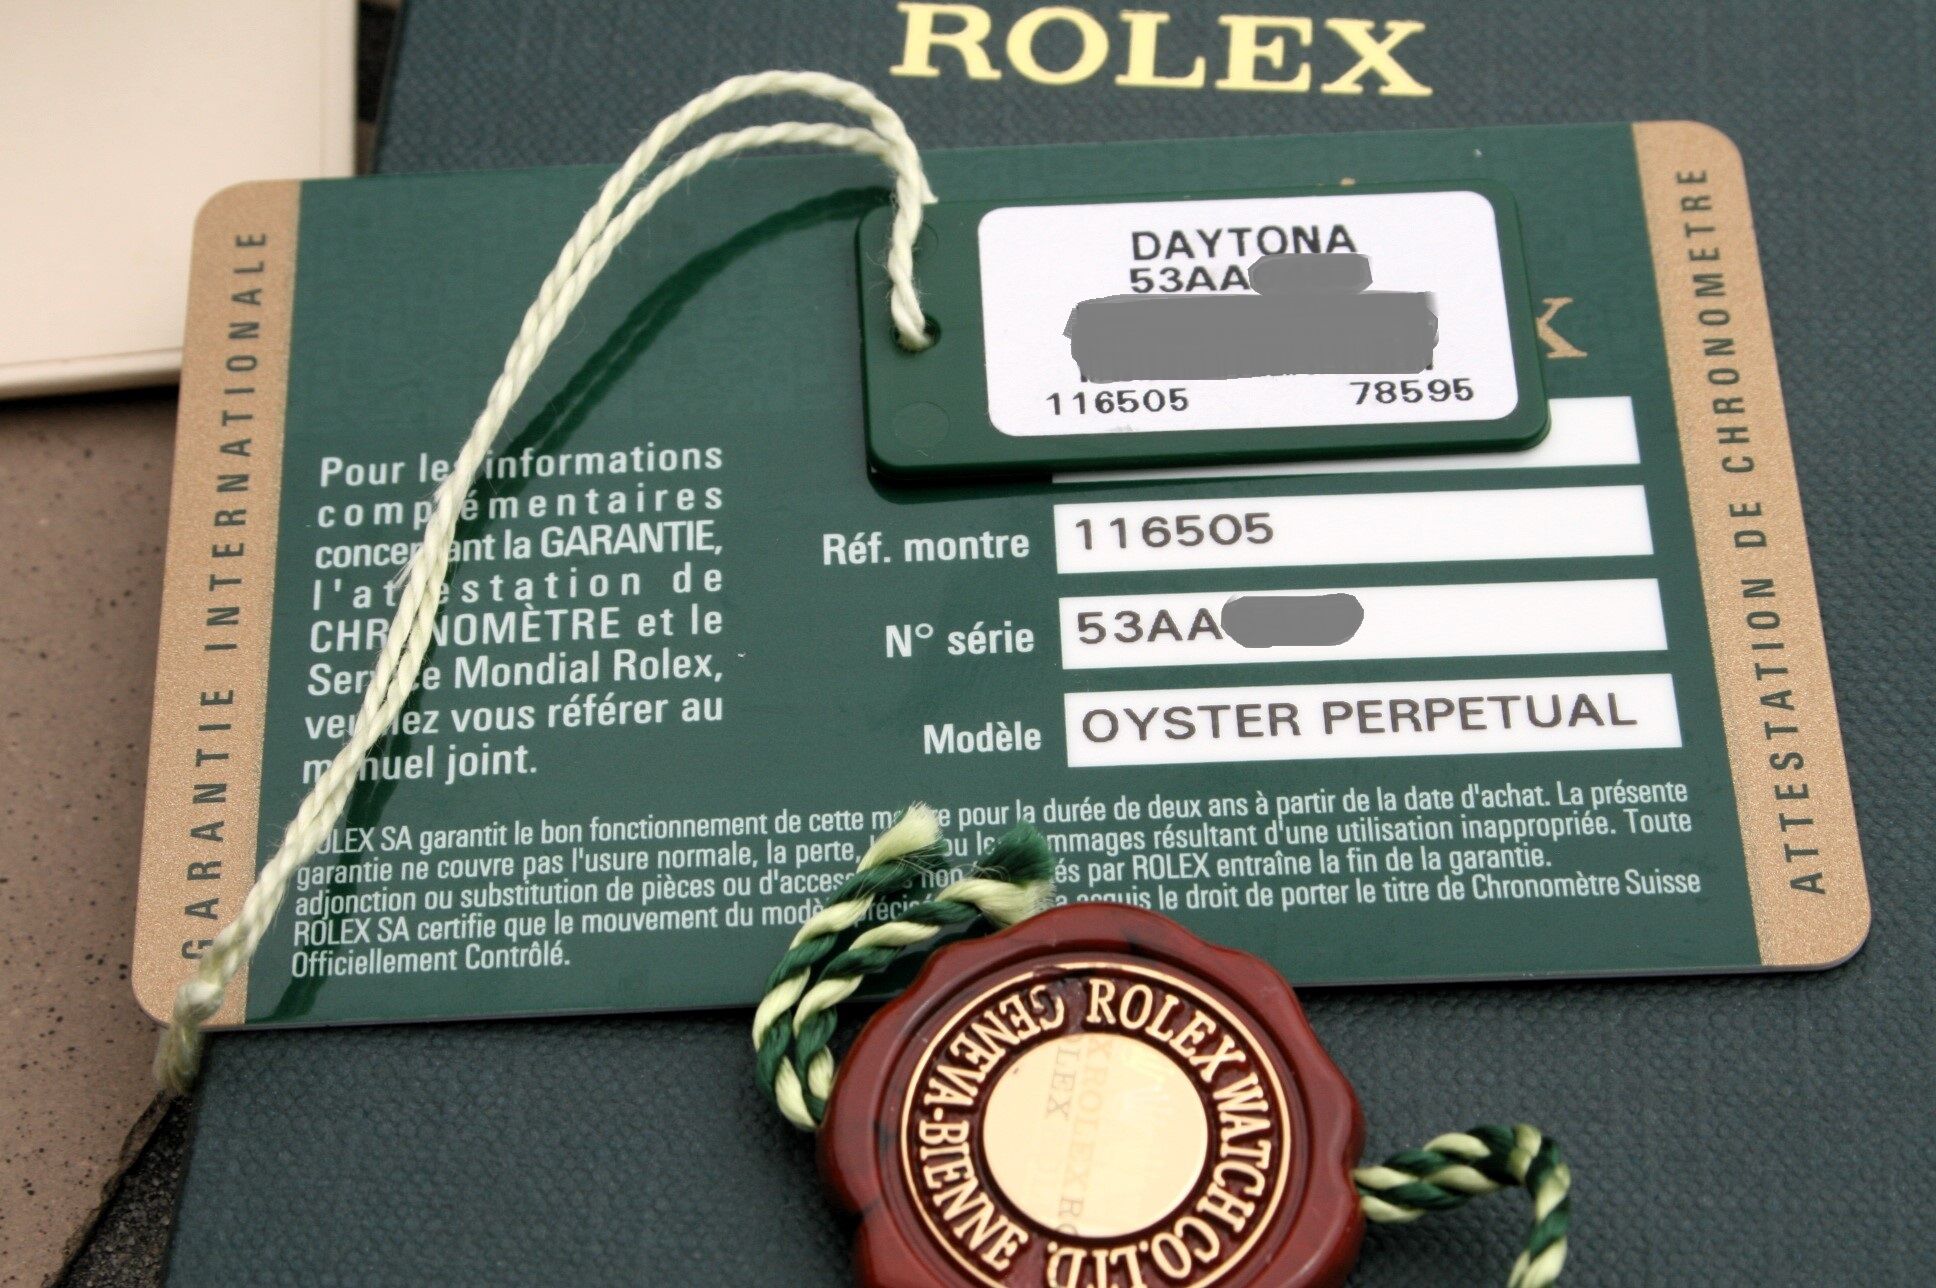 ROLEX
GARANTIE INTERNATIONALE
DAYTONA
53AA
116505 78595
K
Pour les informations
complémentaires
concernant la GARANTIE,
l'attestation de
CHRONOMÈTRE et le
Service Mondial Rolex,
veuillez vous référer au
manuel joint.
Réf. montre 116505
N° série 53AA
Modèle OYSTER PERPETUAL
ROLEX SA garantit le bon fonctionnement de cette montre pour la durée de deux ans à partir de la date d'achat. La présente
garantie ne couvre pas l'usure normale, la perte, ou les dommages résultant d'une utilisation inappropriée. Toute
adjonction ou substitution de pièces ou d'accessoires non par ROLEX entraîne la fin de la garantie.
ROLEX SA certifie que le mouvement du modèle précisé a acquis le droit de porter le titre de Chronomètre Suisse
Officiellement Contrôlé.
ATTESTATION DE CHRONOMETRE
ROLEX WATCH CO. LTD. GENEVA-BIENNE